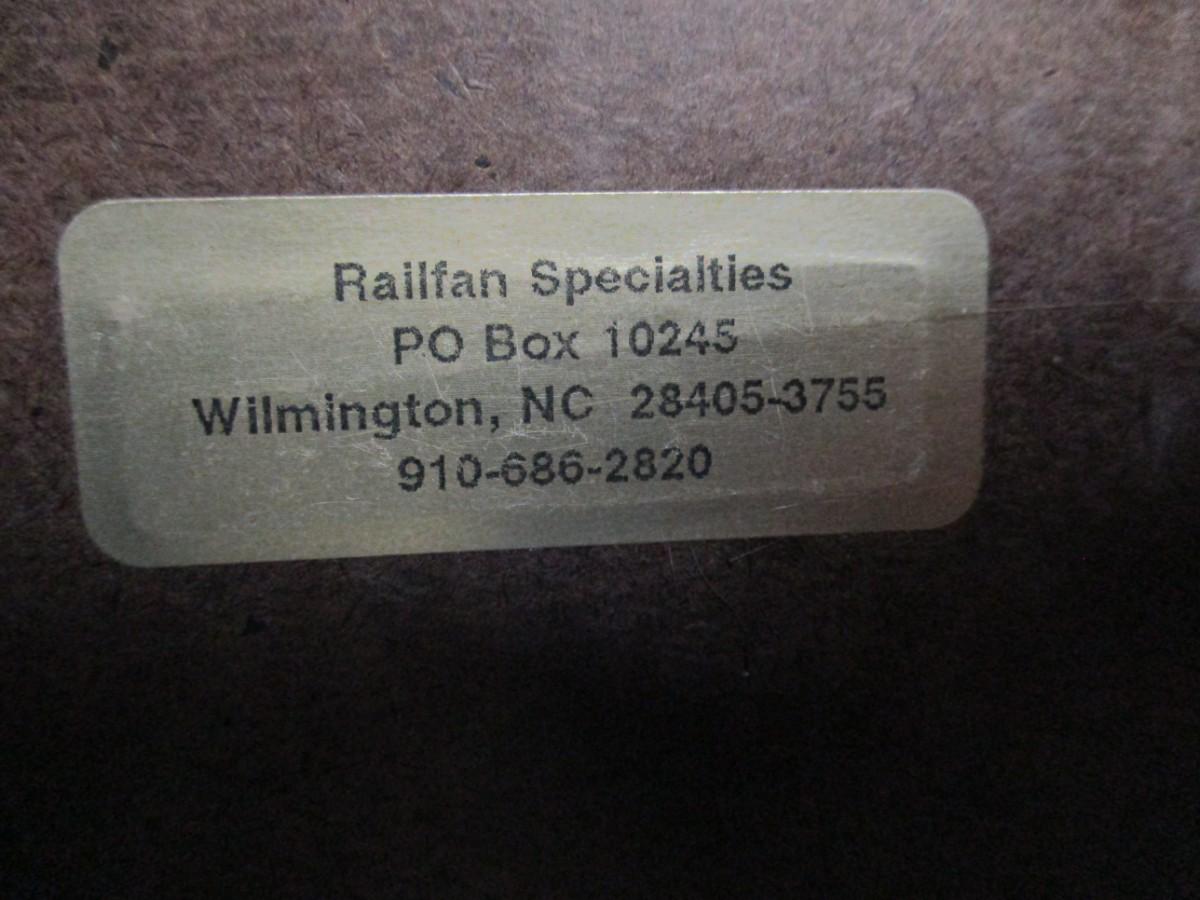 Railfan Specialties
PO Box 10245
Wilmington, NC 28405-3755
910-686-2820